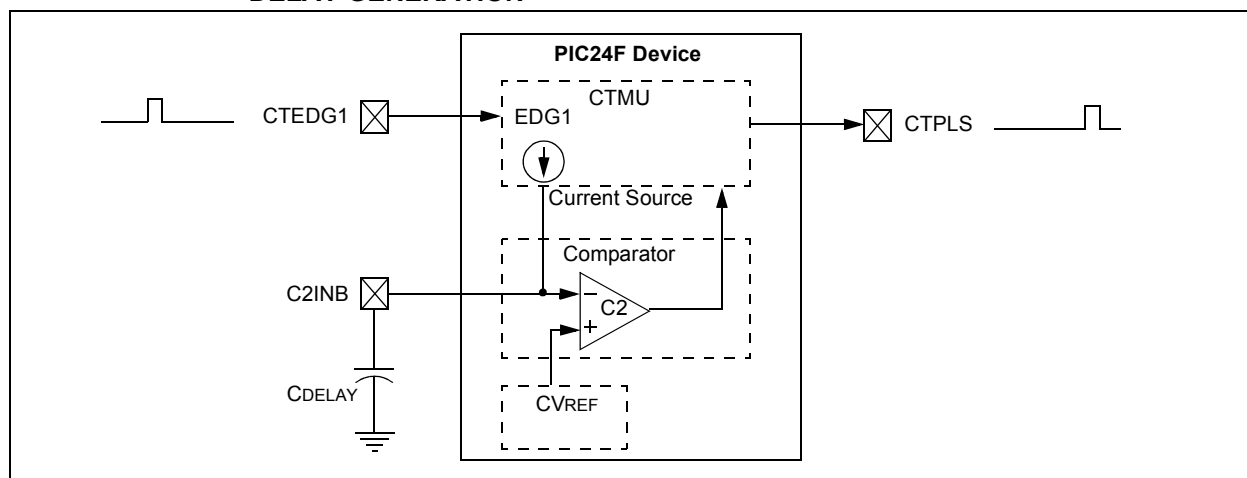 DELAY GENERATION
PIC24F Device
CTMU
CTEDG1
EDG1
CTPLS
Current Source
Comparator
C2INB
−
C2
+
CDELAY
CVREF